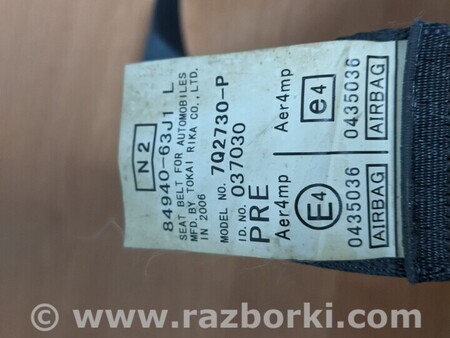 N2
84940-63J1 L
SEAT BELT FOR AUTOMOBILES
MFD. BY TOKAI RIKA CO., LTD.
IN 2006
MODEL NO. 7Q2730-P
ID.NO. 037030
PRE
Aer4mp Aer4mp
E4 e4
0435036 0435036
AIRBAG AIRBAG
© www.razborki.com